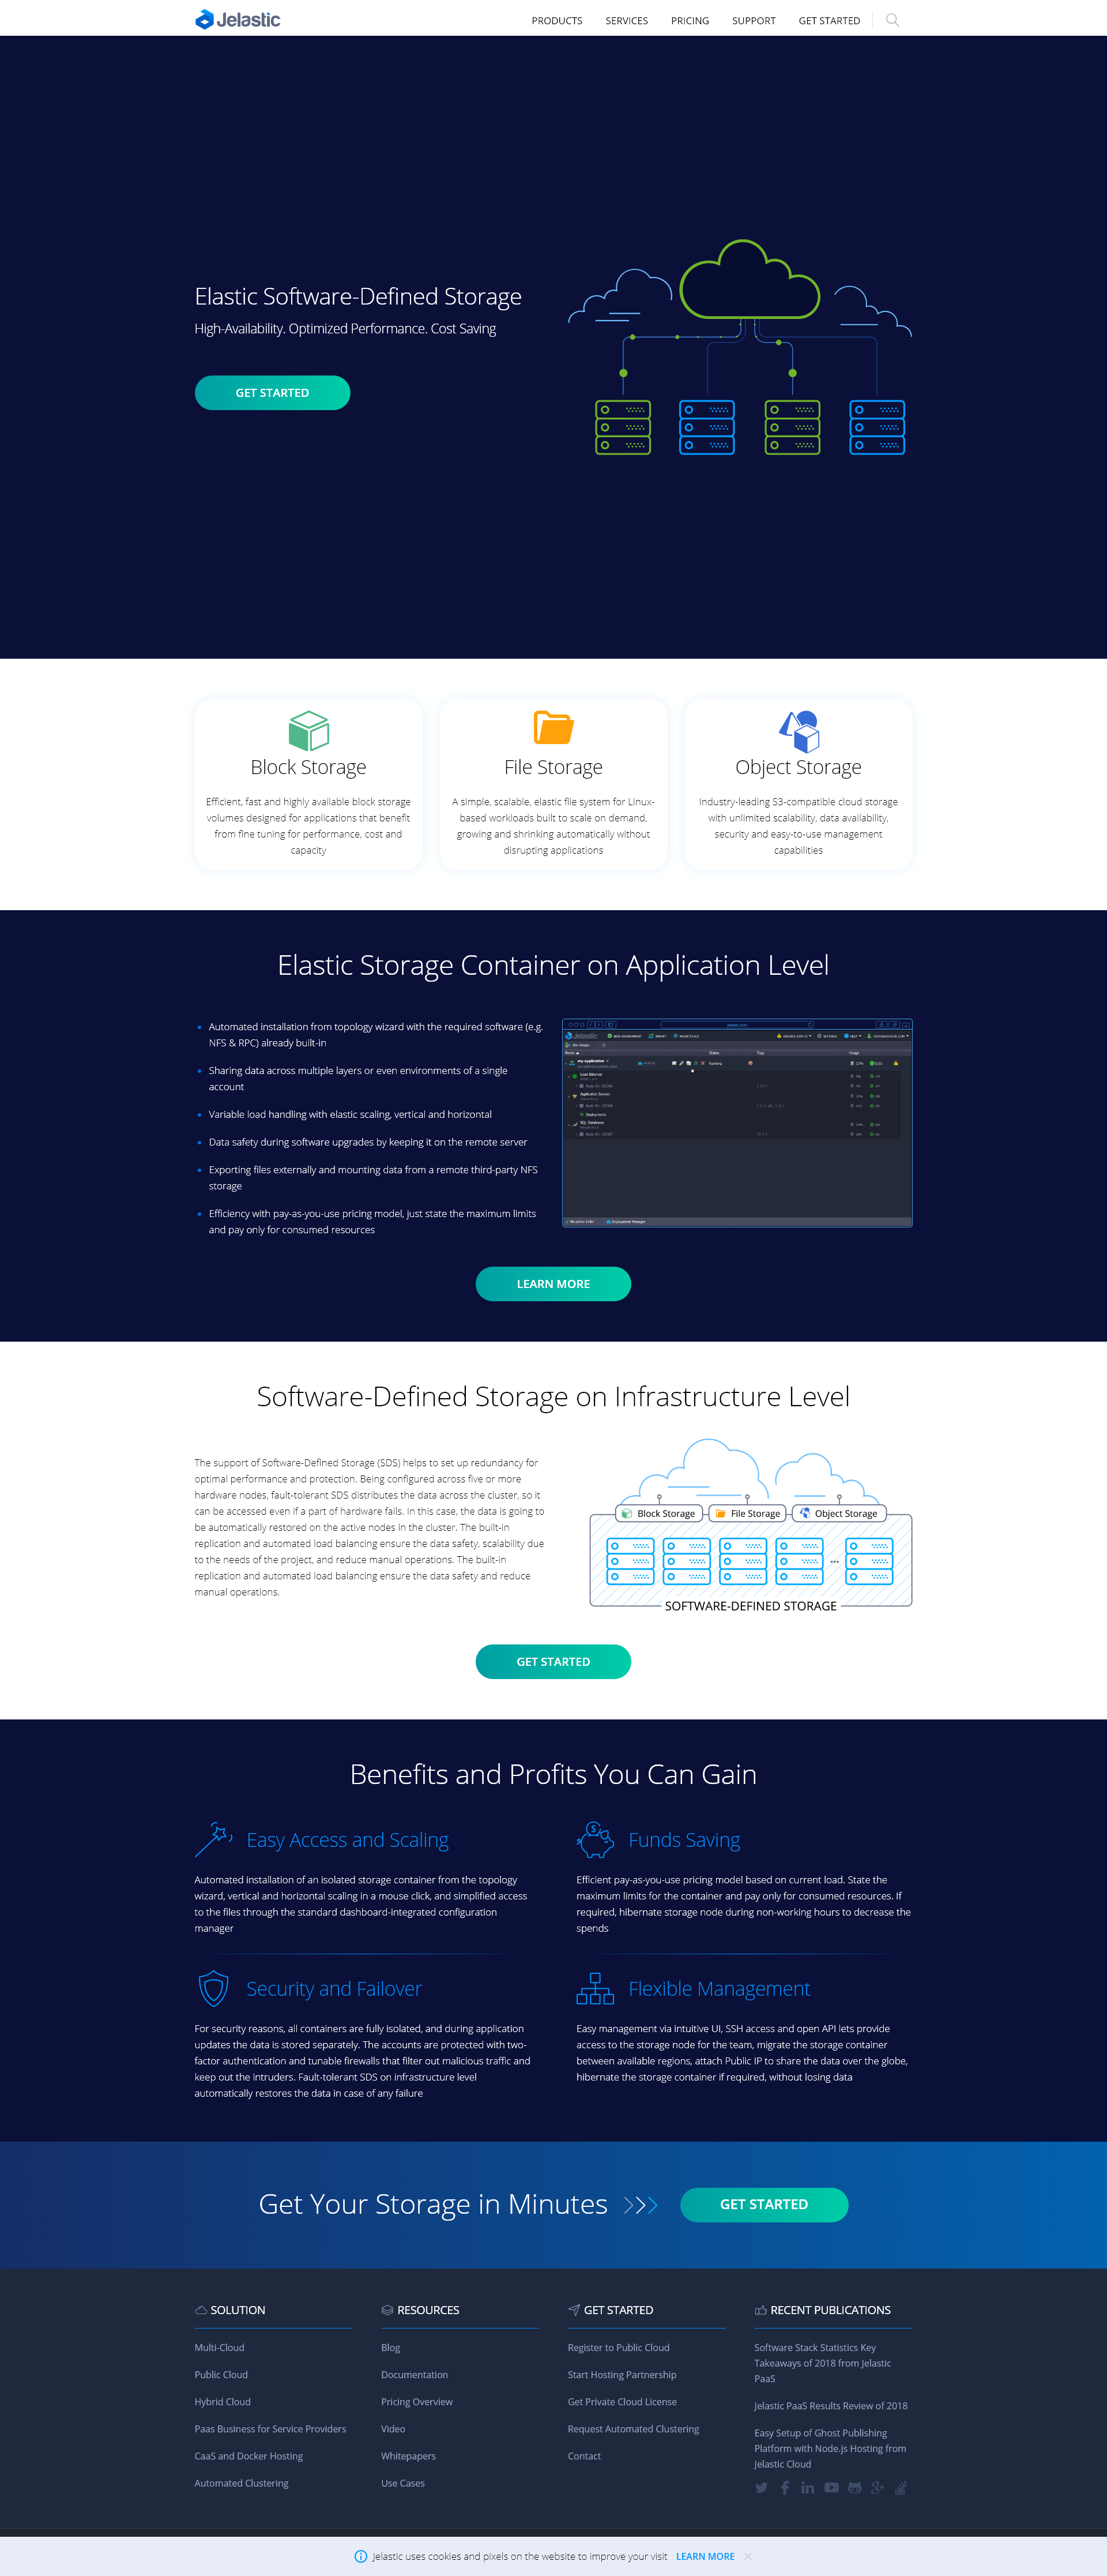 Jelastic
PRODUCTS
SERVICES
PRICING
SUPPORT
GET STARTED
Elastic Software-Defined Storage
High-Availability. Optimized Performance. Cost Saving
GET STARTED
Block Storage
Efficient, fast and highly available block storage
volumes designed for applications that benefit
from fine tuning for performance, cost and
capacity
File Storage
A simple, scalable, elastic file system for Linux-
based workloads built to scale on demand,
growing and shrinking automatically without
disrupting applications
Object Storage
Industry-leading S3-compatible cloud storage
with unlimited scalability, data availability,
security and easy-to-use management
capabilities
Elastic Storage Container on Application Level
Automated installation from topology wizard with the required software (e.g.
NFS & RPC) already built-in
Sharing data across multiple layers or even environments of a single
account
Variable load handling with elastic scaling, vertical and horizontal
Data safety during software upgrades by keeping it on the remote server
Exporting files externally and mounting data from a remote third-party NFS
storage
Efficiency with pay-as-you-use pricing model, just state the maximum limits
and pay only for consumed resources
jelastic.com
Jelastic
Name
Status
Tags
Usage
my-application
Running
Load Balancer
Application Servers
Deployments
SQL Databases
Deployment Manager
LEARN MORE
Software-Defined Storage on Infrastructure Level
The support of Software-Defined Storage (SDS) helps to set up redundancy for
optimal performance and protection. Being configured across five or more
hardware nodes, fault-tolerant SDS distributes the data across the cluster, so it
can be accessed even if a part of hardware fails. In this case, the data is going to
be automatically restored on the active nodes in the cluster. The built-in
replication and automated load balancing ensure the data safety, scalability due
to the needs of the project, and reduce manual operations. The built-in
replication and automated load balancing ensure the data safety and reduce
manual operations.
Block Storage
File Storage
Object Storage
SOFTWARE-DEFINED STORAGE
GET STARTED
Benefits and Profits You Can Gain
Easy Access and Scaling
Automated installation of an isolated storage container from the topology
wizard, vertical and horizontal scaling in a mouse click, and simplified access
to the files through the standard dashboard-integrated configuration
manager
Funds Saving
Efficient pay-as-you-use pricing model based on current load. State the
maximum limits for the container and pay only for consumed resources. If
required, hibernate storage node during non-working hours to decrease the
spends
Security and Failover
For security reasons, all containers are fully isolated, and during application
updates the data is stored separately. The accounts are protected with two-
factor authentication and tunable firewalls that filter out malicious traffic and
keep out the intruders. Fault-tolerant SDS on infrastructure level
automatically restores the data in case of any failure
Flexible Management
Easy management via intuitive UI, SSH access and open API lets provide
access to the storage node for the team, migrate the storage container
between available regions, attach Public IP to share the data over the globe,
hibernate the storage container if required, without losing data
Get Your Storage in Minutes
GET STARTED
SOLUTION
Multi-Cloud
Public Cloud
Hybrid Cloud
Paas Business for Service Providers
CaaS and Docker Hosting
Automated Clustering
RESOURCES
Blog
Documentation
Pricing Overview
Video
Whitepapers
Use Cases
GET STARTED
Register to Public Cloud
Start Hosting Partnership
Get Private Cloud License
Request Automated Clustering
Contact
RECENT PUBLICATIONS
Software Stack Statistics Key
Takeaways of 2018 from Jelastic
PaaS
Jelastic PaaS Results Review of 2018
Easy Setup of Ghost Publishing
Platform with Node.js Hosting from
Jelastic Cloud
Jelastic uses cookies and pixels on the website to improve your visit
LEARN MORE